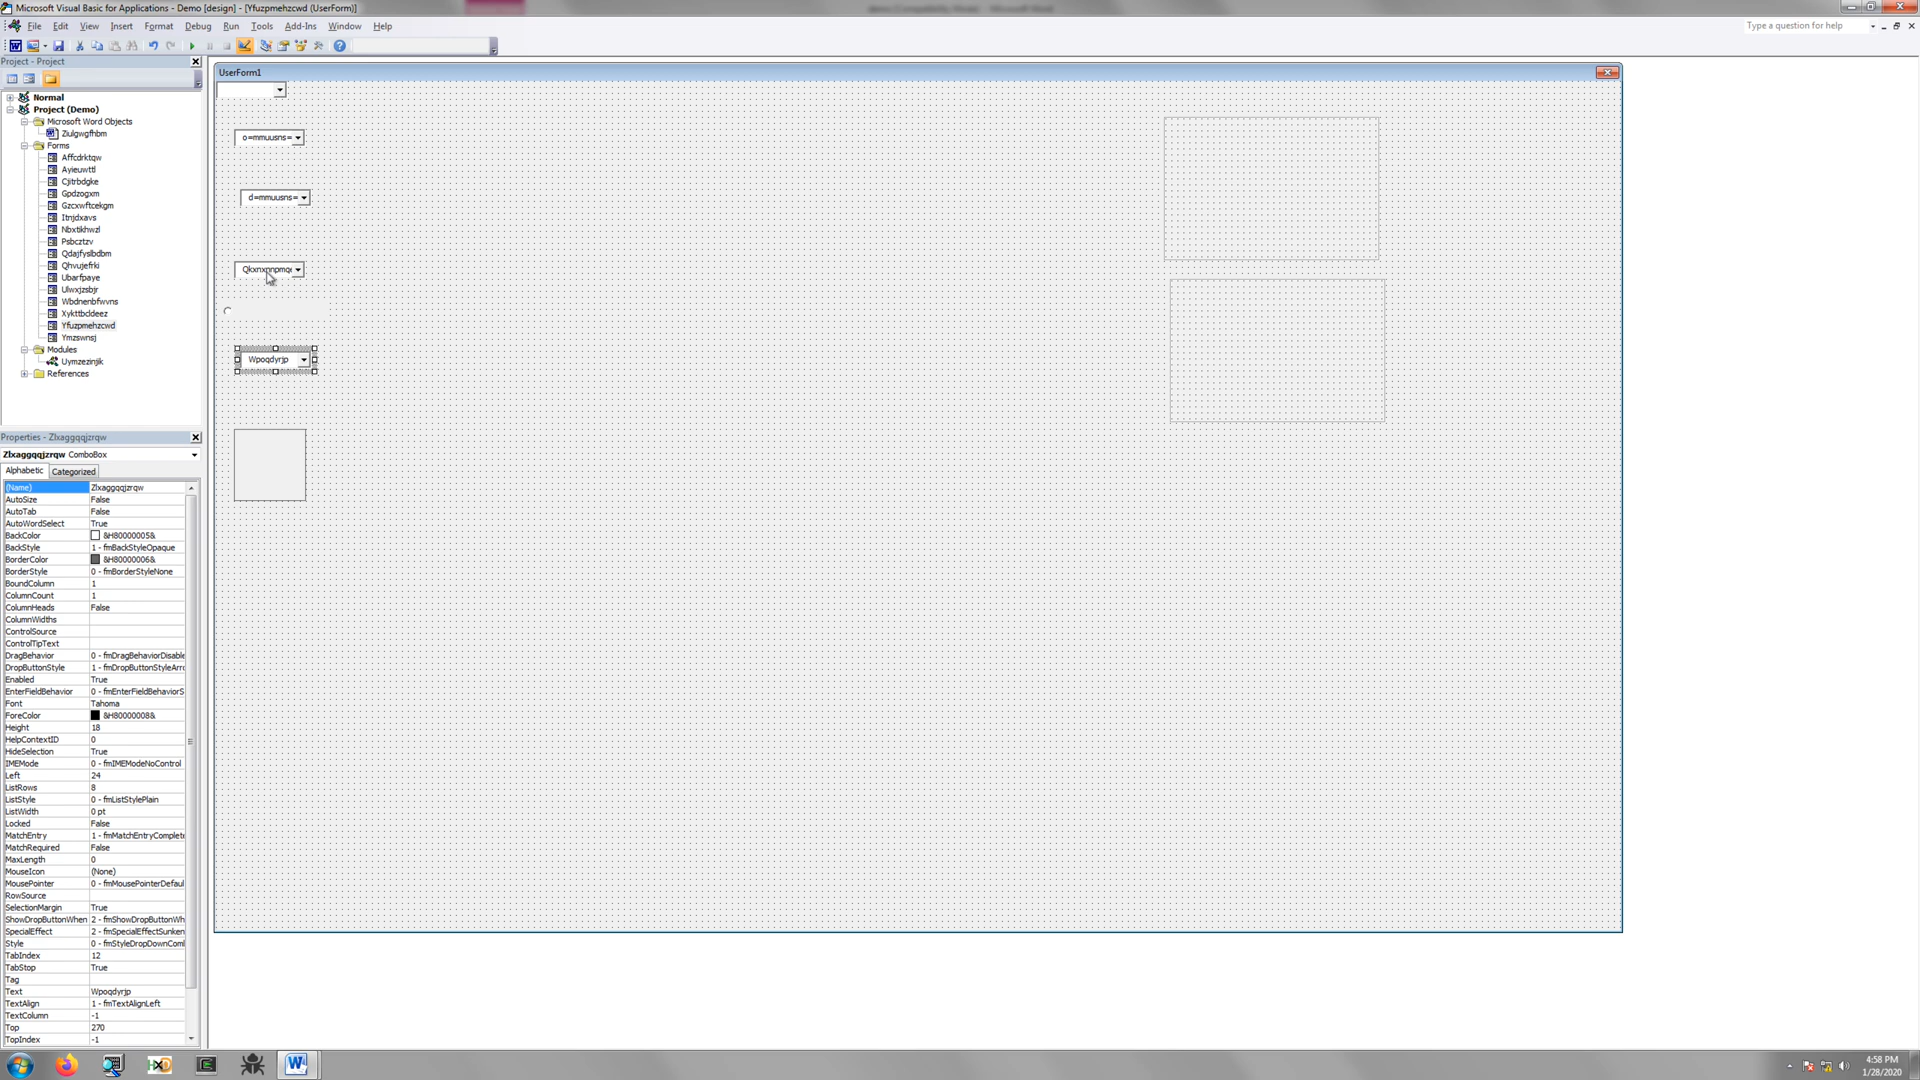 Microsoft Visual Basic for Applications - Demo [design] - [Yfuzpmehzcwd (UserForm)]
File Edit View Insert Format Debug Run Tools Add-Ins Window Help
Type a question for help
Project - Project
Normal
Project (Demo)
Microsoft Word Objects
Ziulgwgfhbm
Forms
Affcdrktqw
Ayieuwttl
Cjitrbdgke
Gpdzogxm
Gzcxwftcekgm
Itnjdxavs
Nbxtikhwzl
Psbcztzv
Qdajfyslbdbm
Qhvujefrki
Ubarfpaye
Ulwxjzsbjr
Wbdnenbfwvns
Xykttbcldeez
Yfuzpmehzcwd
Ymzswnsj
Modules
Uymzezinjik
References
Properties - Zlxaggqqjzrqw
Zlxaggqqjzrqw ComboBox
Alphabetic Categorized
(Name) Zlxaggqqjzrqw
AutoSize False
AutoTab False
AutoWordSelect True
BackColor &H80000005&
BackStyle 1 - fmBackStyleOpaque
BorderColor &H80000006&
BorderStyle 0 - fmBorderStyleNone
BoundColumn 1
ColumnCount 1
ColumnHeads False
ColumnWidths
ControlSource
ControlTipText
DragBehavior 0 - fmDragBehaviorDisable
DropButtonStyle 1 - fmDropButtonStyleArro
Enabled True
EnterFieldBehavior 0 - fmEnterFieldBehaviorS
Font Tahoma
ForeColor &H80000008&
Height 18
HelpContextID 0
HideSelection True
IMEMode 0 - fmIMEModeNoControl
Left 24
ListRows 8
ListStyle 0 - fmListStylePlain
ListWidth 0 pt
Locked False
MatchEntry 1 - fmMatchEntryComplete
MatchRequired False
MaxLength 0
MouseIcon (None)
MousePointer 0 - fmMousePointerDefaul
RowSource
SelectionMargin True
ShowDropButtonWhen 2 - fmShowDropButtonWh
SpecialEffect 2 - fmSpecialEffectSunken
Style 0 - fmStyleDropDownComl
TabIndex 12
TabStop True
Tag
Text Wpoqdyrjp
TextAlign 1 - fmTextAlignLeft
TextColumn -1
Top 270
TopIndex -1
UserForm1
o=mmuusns=
d=mmuusns=
Wpoqdyrjp
4:58 PM
1/28/2020